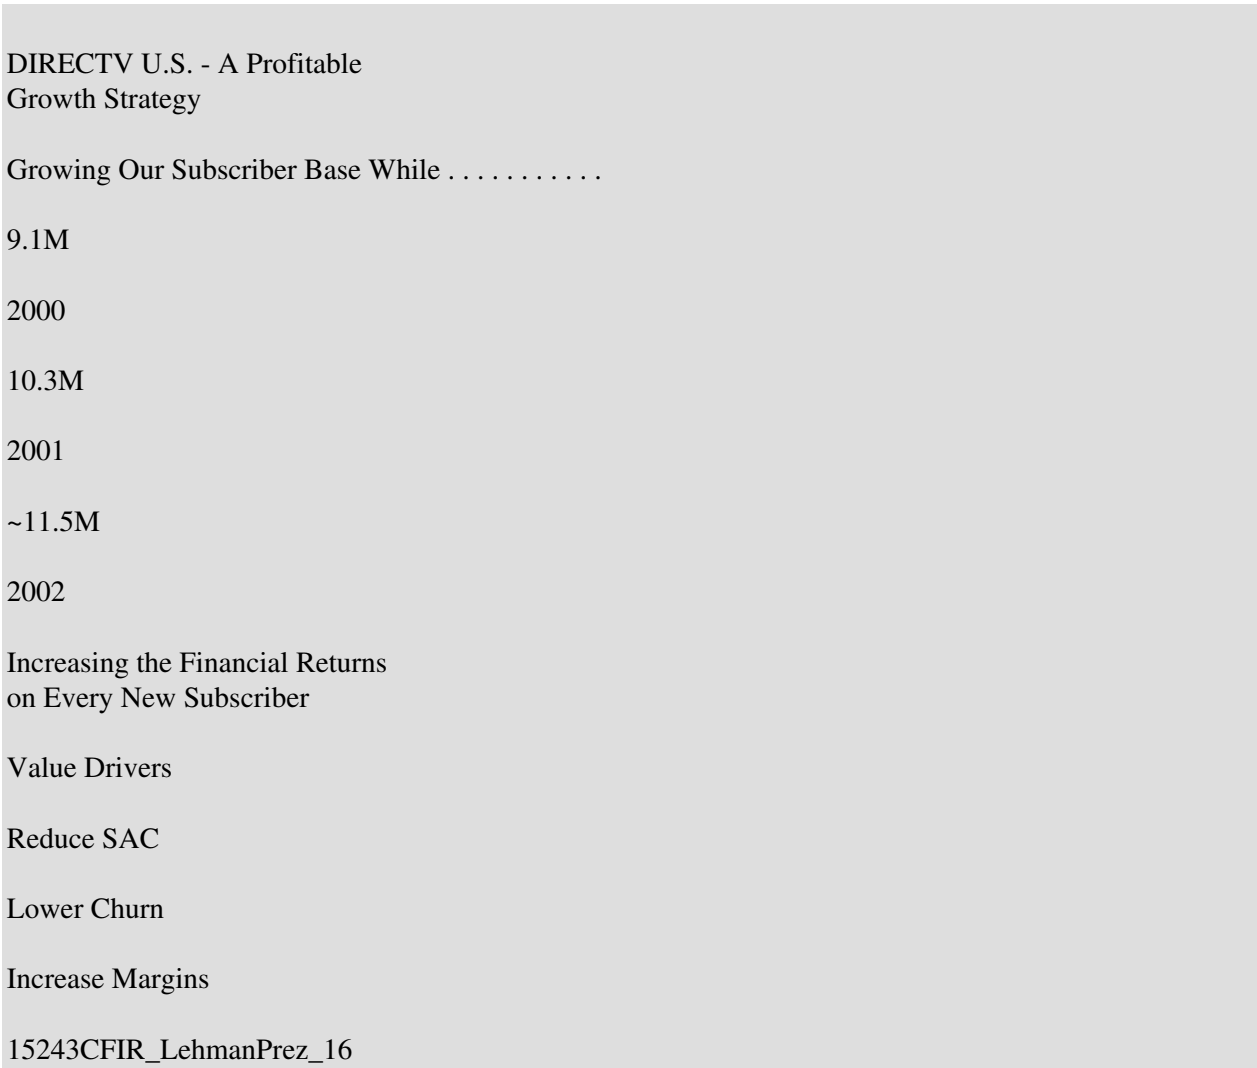 DIRECTV U.S. - A Profitable
Growth Strategy
Growing Our Subscriber Base While . . . . . . . . . . .
9.1M
2000
10.3M
2001
~11.5M
2002
Increasing the Financial Returns
on Every New Subscriber
Value Drivers
Reduce SAC
Lower Churn
Increase Margins
15243CFIR_LehmanPrez_16